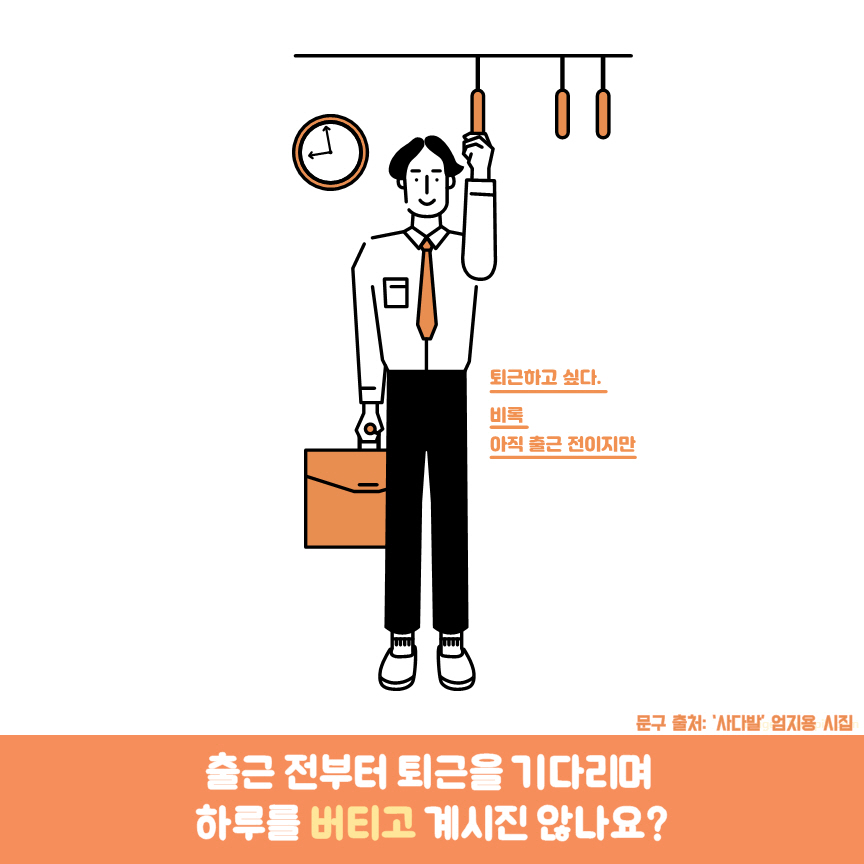 퇴근하고 싶다.
비록
아직 출근 전이지만
문구 출처: '사다발' 엄지용 시집
출근 전부터 퇴근을 기다리며
하루를 버티고 계시진 않나요?